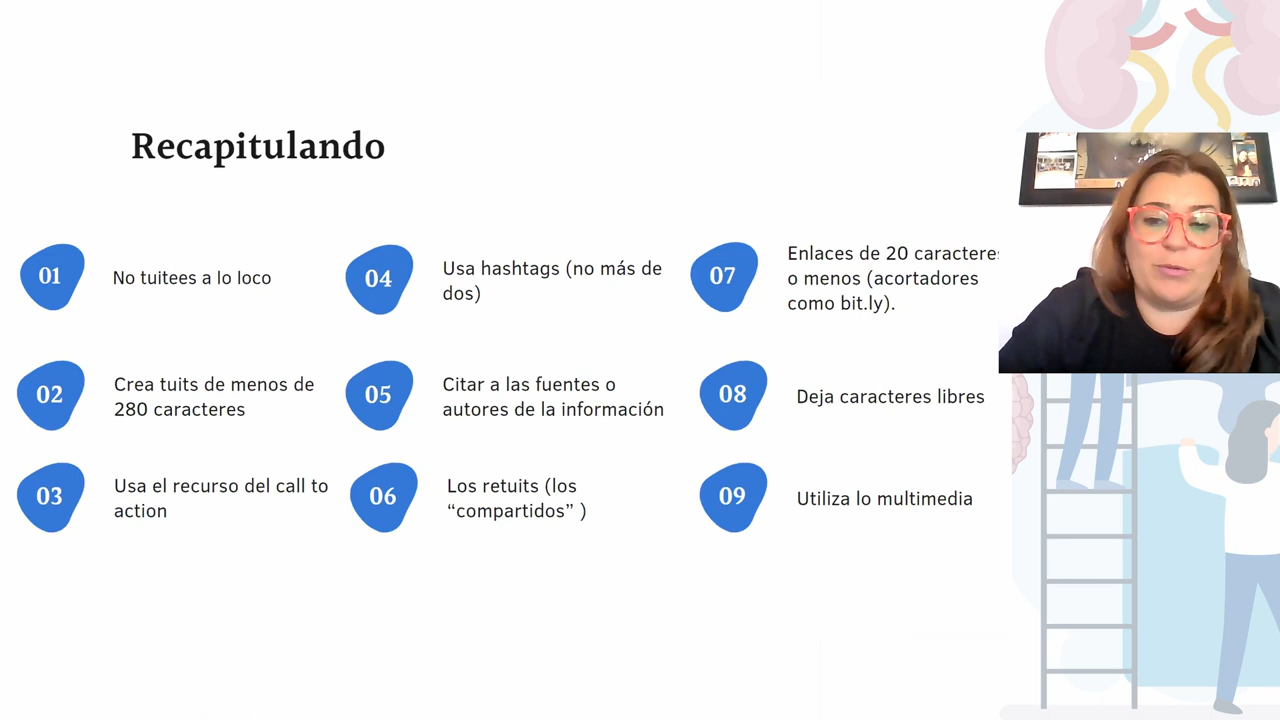 Recapitulando
01
No tuitees a lo loco
02
Crea tuits de menos de
280 caracteres
03
Usa el recurso del call to
action
04
Usa hashtags (no más de
dos)
05
Citar a las fuentes o
autores de la información
06
Los retuits (los
“compartidos” )
07
Enlaces de 20 caracteres
o menos (acortadores
como bit.ly).
08
Deja caracteres libres
09
Utiliza lo multimedia